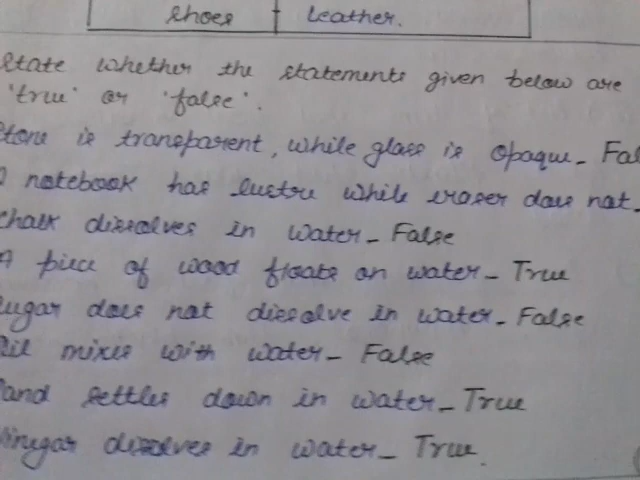 Shoes Leather.
State whether the statements given below are
'true' or 'false'.
Stone is transparent, while glass is opaque - Fal
A notebook has lustre while eraser does not -
Chalk dissolves in water - False
A piece of wood floats on water - True
Sugar does not dissolve in water - False
Oil mixes with water - False
Sand settles down in water - True
Vinegar dissolves in water - True.